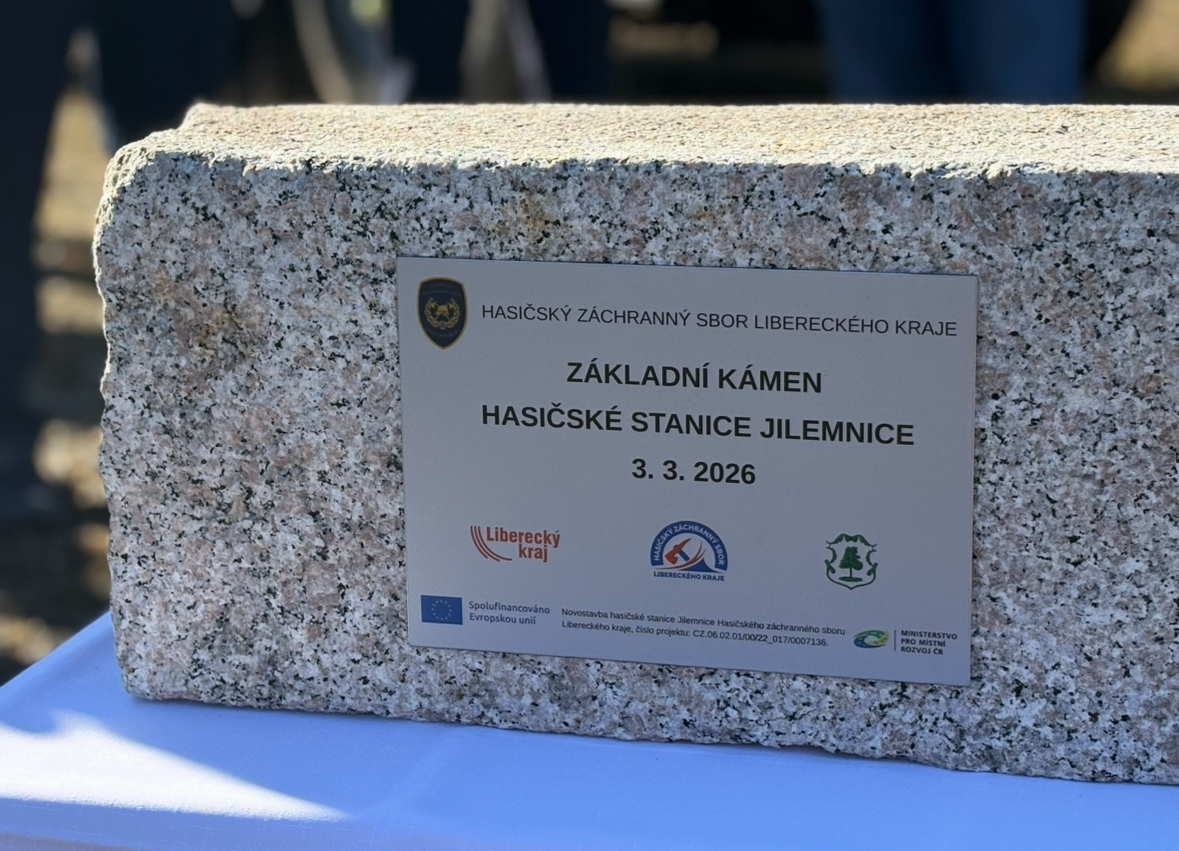 HASIČSKÝ ZÁCHRANNÝ SBOR LIBERECKÉHO KRAJE
ZÁKLADNÍ KÁMEN
HASIČSKÉ STANICE JILEMNICE
3. 3. 2026
Liberecký
kraj
HASIČSKÝ ZÁCHRANNÝ SBOR
LIBERECKÉHO KRAJE
Spolufinancováno
Evropskou unií
Novostavba hasičské stanice Jilemnice Hasičského záchranného sboru
Libereckého kraje, číslo projektu: CZ.06.02.01/00/22_017/0007136.
MINISTERSTVO
PRO MÍSTNÍ
ROZVOJ ČR